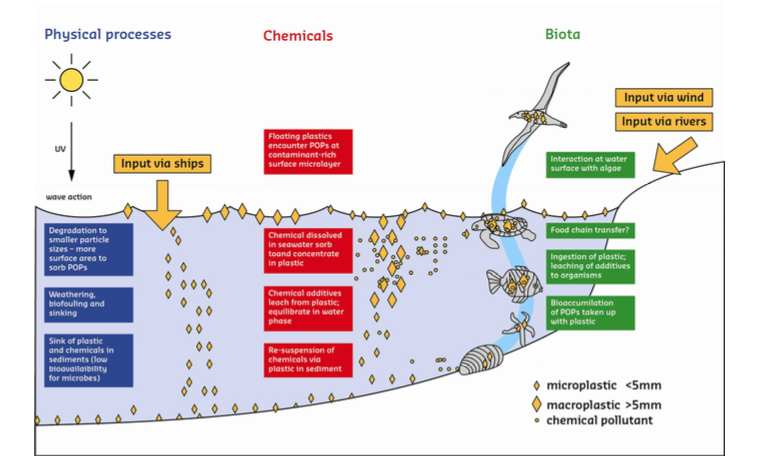 Physical processes
Chemicals
Biota
Input via wind
Input via rivers
UV
Input via ships
wave action
Floating plastics
encounter POPs at
contaminant-rich
surface microlayer
Interaction at water
surface with algae
Degradation to
smaller particle
sizes – more
surface area to
sorb POPs
Weathering,
biofouling and
sinking
Sink of plastic
and chemicals in
sediments (low
bioavailaibility
for microbes)
Chemical dissolved
in seawater sorb
toand concentrate
in plastic
Chemical additives
leach from plastic;
equilibrate in water
phase
Re-suspension of
chemicals via
plastic in sediment
Food chain transfer?
Ingestion of plastic;
leaching of additives
to organisms
Bioaccumilation
of POPs taken up
with plastic
microplastic <5mm
macroplastic >5mm
chemical pollutant